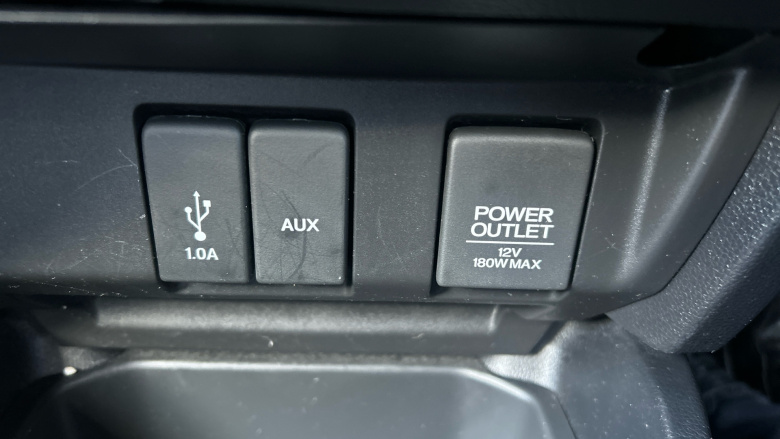 1.0A
AUX
POWER
OUTLET
12V
180W MAX